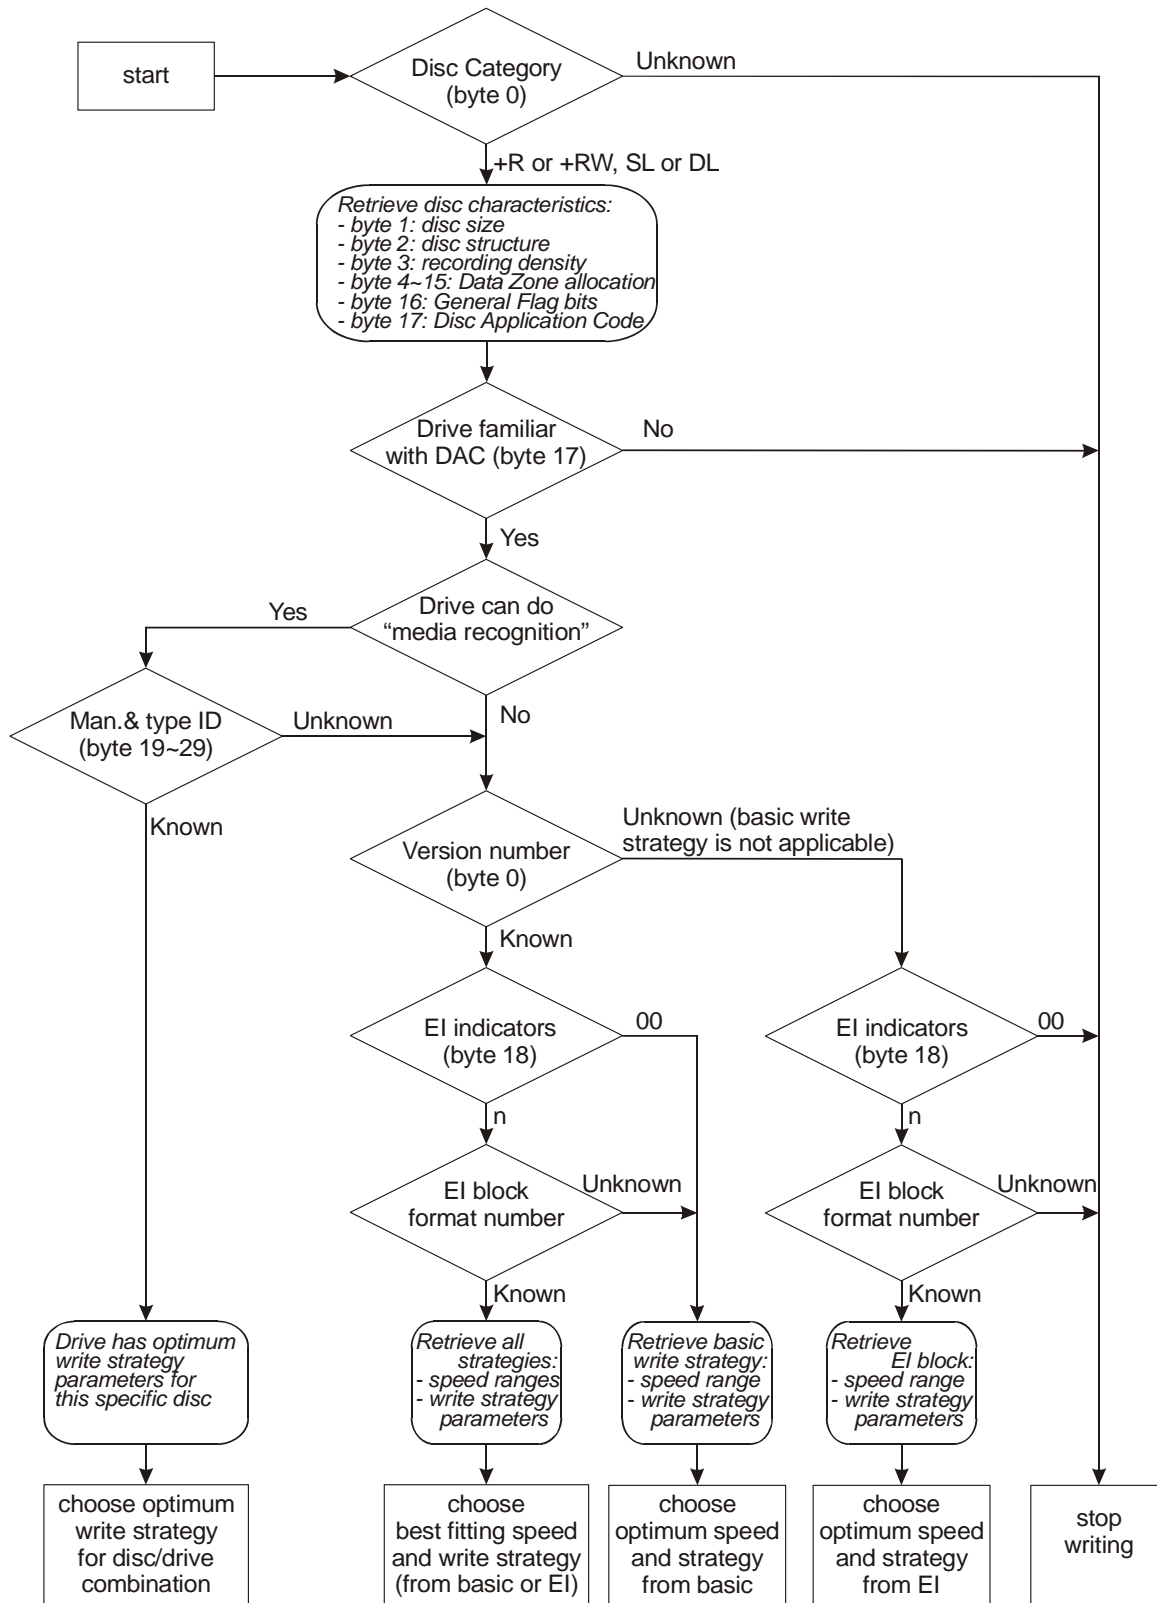 start
Disc Category
(byte 0)
Unknown
+R or +RW, SL or DL
Retrieve disc characteristics:
- byte 1: disc size
- byte 2: disc structure
- byte 3: recording density
- byte 4~15: Data Zone allocation
- byte 16: General Flag bits
- byte 17: Disc Application Code
Drive familiar
with DAC (byte 17)
No
Yes
Drive can do
“media recognition”
Yes
No
Man.& type ID
(byte 19~29)
Unknown
Known
Version number
(byte 0)
Unknown (basic write
strategy is not applicable)
Known
EI indicators
(byte 18)
00
n
EI indicators
(byte 18)
00
n
EI block
format number
Unknown
Known
EI block
format number
Unknown
Known
Drive has optimum
write strategy
parameters for
this specific disc
Retrieve all
strategies:
- speed ranges
- write strategy
parameters
Retrieve basic
write strategy:
- speed range
- write strategy
parameters
Retrieve
EI block:
- speed range
- write strategy
parameters
choose optimum
write strategy
for disc/drive
combination
choose
best fitting speed
and write strategy
(from basic or EI)
choose
optimum speed
and strategy
from basic
choose
optimum speed
and strategy
from EI
stop
writing